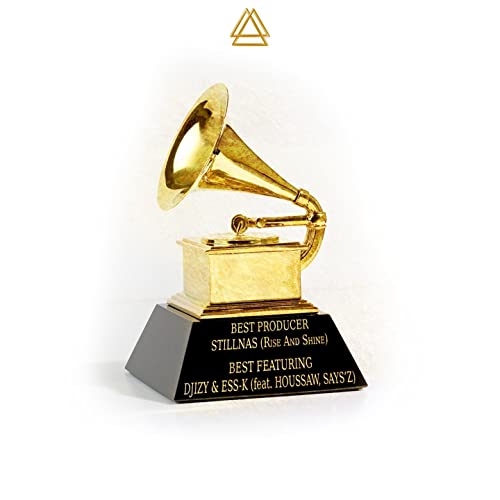 BEST PRODUCER
STILLNAS (RISE AND SHINE)
BEST FEATURING
DJIZY & ESS-K (feat. HOUSSAW, SAYS'Z)